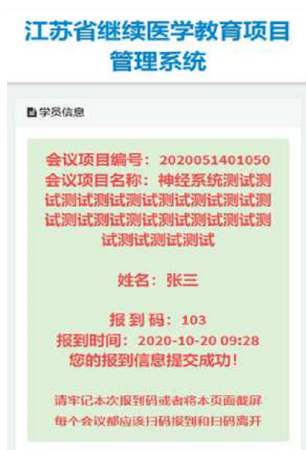 江苏省继续医学教育项目
管理系统
学员信息
会议项目编号：2020051401050
会议项目名称：神经系统测试测
试测试测试测试测试测试测试测
试测试测试测试测试测试测试测
试测试测试测试
姓名：张三
报到码：103
报到时间：2020-10-20 09:28
您的报到信息提交成功！
请牢记本次报到码或者将本页面截屏
每个会议都应该扫码报到和扫码离开